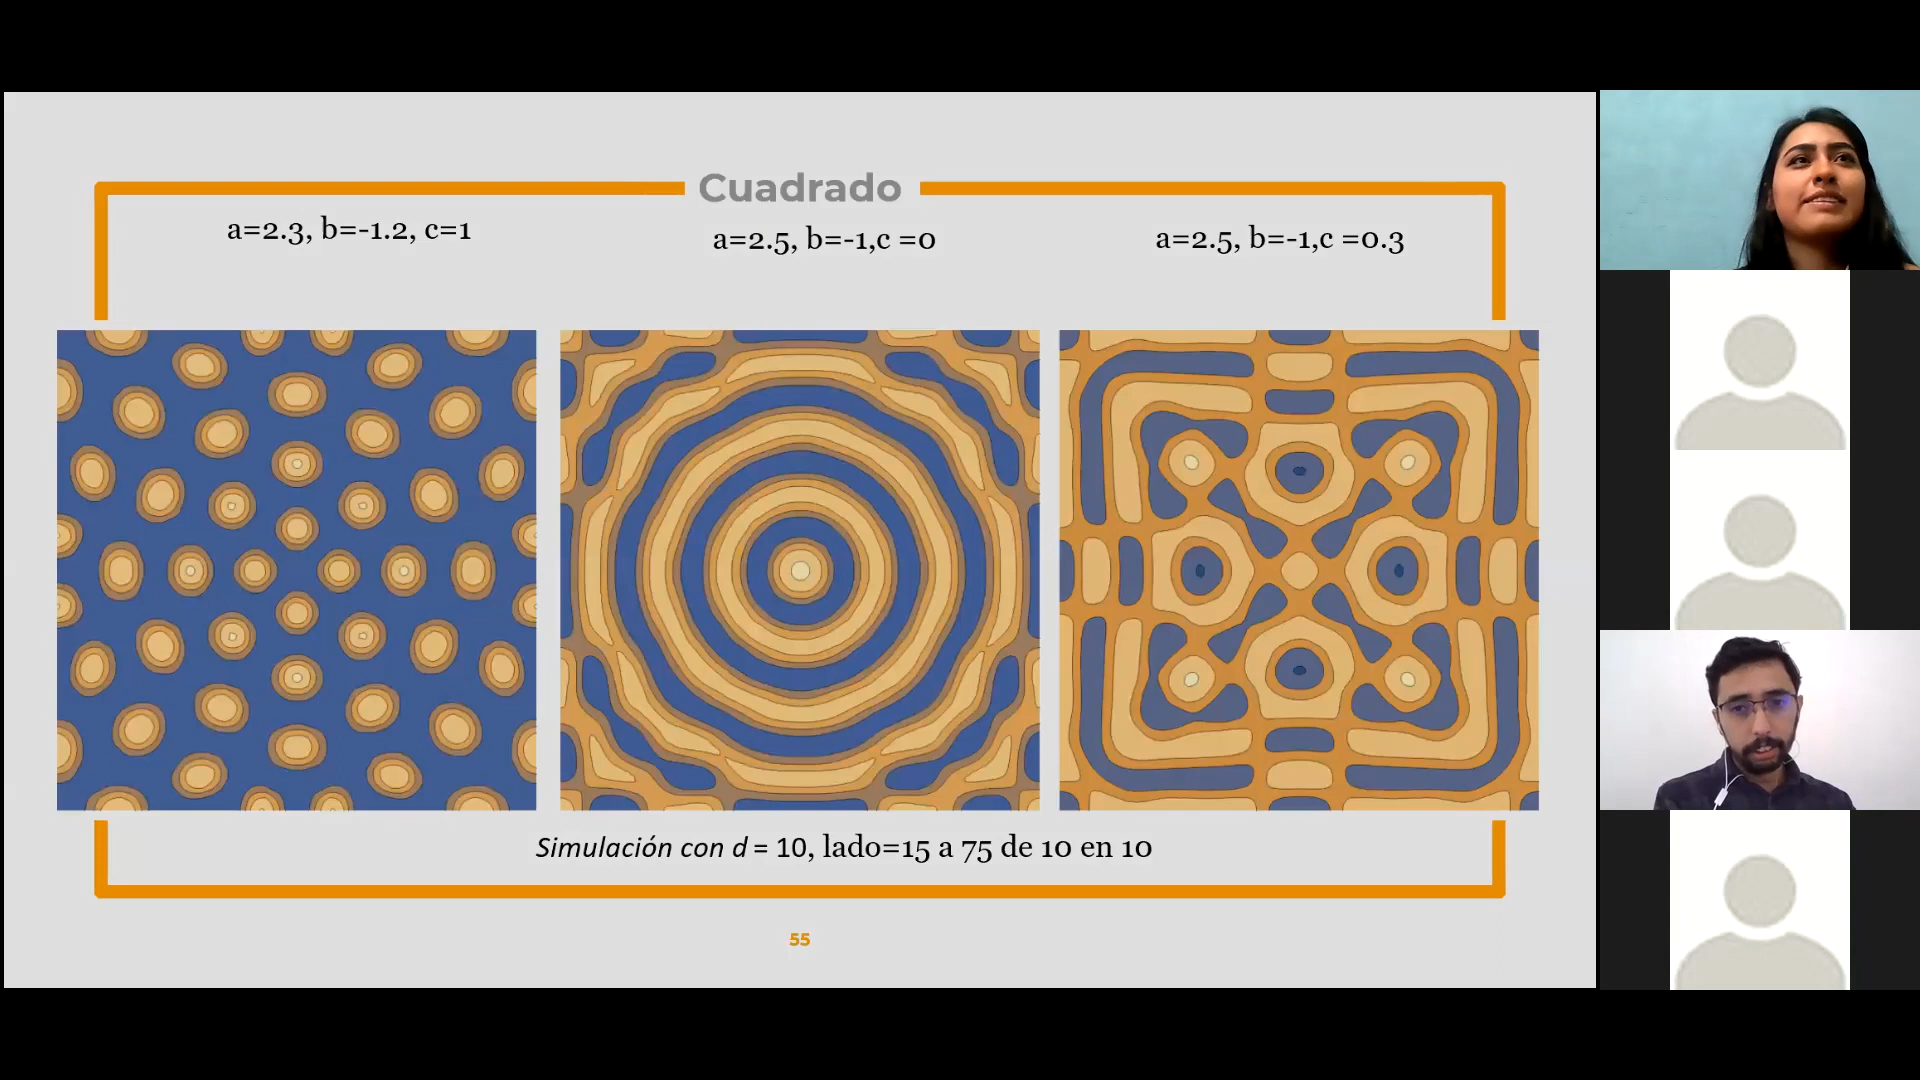 Cuadrado
a=2.3, b=-1.2, c=1
a=2.5, b=-1,c =0
a=2.5, b=-1,c =0.3
Simulación con d = 10, lado=15 a 75 de 10 en 10
55